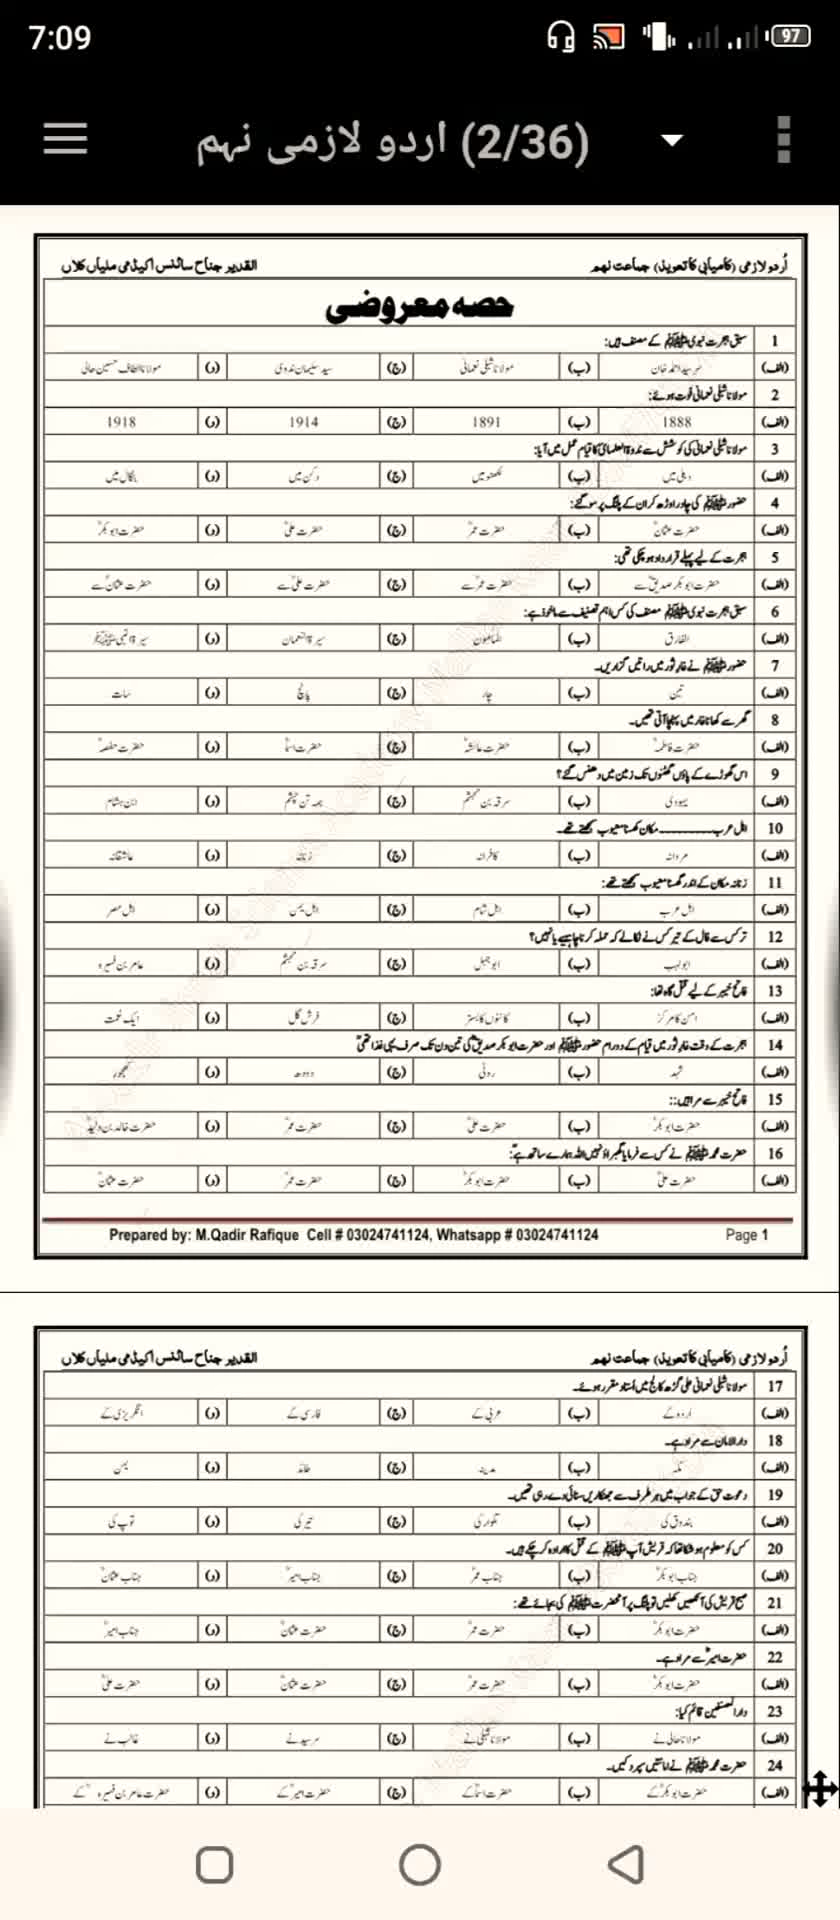 7:09
97
اردو لازمی نہم (2/36)
اُردو لازمی (کامیابی کا تعویذ) جماعت نہم القدیر جناح سائنس اکیڈمی ملیاں کلاں
حصہ معروضی
1 سبق ہجرت نبوی ﷺ کے مصنف ہیں:
(الف) سر سید احمد خان (ب) مولانا شبلی نعمانی (ج) سید سلیمان ندوی (د) مولانا الطاف حسین حالی
2 مولانا شبلی نعمانی فوت ہوئے:
(الف) 1888 (ب) 1891 (ج) 1914 (د) 1918
3 مولانا شبلی نعمانی کی کوشش سے ندوۃ العلماء کا قیام عمل میں آیا:
(الف) دہلی میں (ب) لکھنو میں (ج) دکن میں (د) بنگال میں
4 حضور ﷺ کی چادر اوڑھ کر ان کے پلنگ پر سو گئے:
(الف) حضرت عثمانؓ (ب) حضرت عمرؓ (ج) حضرت علیؓ (د) حضرت ابو بکرؓ
5 ہجرت کے لیے پہلے قرارداد ہو چکی تھی:
(الف) حضرت ابو بکر صدیقؓ سے (ب) حضرت عمرؓ سے (ج) حضرت علیؓ سے (د) حضرت عثمانؓ سے
6 سبق ہجرت نبوی ﷺ مصنف کی کس اہم تصنیف سے ماخوذ ہے:
(الف) الفارق (ب) المامون (ج) سیرۃ النعمان (د) سیرۃ النبی ﷺ
7 حضور ﷺ نے غار ثور میں راتیں گزاریں۔
(الف) تین (ب) چار (ج) پانچ (د) سات
8 گھر سے کھانا غار میں پہنچا آتی تھیں۔
(الف) حضرت فاطمہؓ (ب) حضرت عائشہؓ (ج) حضرت اسماؓ (د) حضرت حفصہؓ
9 اس گھوڑے کے پاؤں گھٹنوں تک زمین میں دھنس گئے؟
(الف) یہودی (ب) سرقہ بن جحشم (ج) ہمہ تن چشم (د) ابن ہشام
10 اہل عرب ــــــــــ مکان گھسنا معیوب سمجھتے تھے۔
(الف) مردانہ (ب) کافرانہ (ج) زنانہ (د) عاشقانہ
11 زنانہ مکان کے اندر گھسنا معیوب سمجھتے تھے:
(الف) اہل عرب (ب) اہل شام (ج) اہل یمن (د) اہل مصر
12 ترکس سے فال کے تیر کس نے نکالے کہ حملہ کرنا چاہیے یا نہیں؟
(الف) ابو لہب (ب) ابو جہل (ج) سرقہ بن جحشم (د) عامر بن فہیرہ
13 فاتح خیبر کے لیے قتل گاہ تھا:
(الف) امن کا مرکز (ب) کانٹوں کا بستر (ج) فرش گل (د) ایک نعمت
14 ہجرت کے وقت غار ثور میں قیام کے دورام حضور ﷺ اور حضرت ابو بکر صدیقؓ کی تین دن تک صرف یہی غذا تھی
(الف) شہد (ب) روٹی (ج) دودھ (د) کھجور
15 فاتح خیبر سے مراد ہیں::
(الف) حضرت ابو بکرؓ (ب) حضرت علیؓ (ج) حضرت عمرؓ (د) حضرت خالد بن ولیدؓ
16 حضرت محمد ﷺ نے کس سے فرمایا گھبراؤ نہیں اللہ ہمارے ساتھ ہے:
(الف) حضرت علیؓ (ب) حضرت ابو بکرؓ (ج) حضرت عمرؓ (د) حضرت عثمانؓ
Prepared by: M.Qadir Rafique Cell # 03024741124, Whatsapp # 03024741124 Page 1
اُردو لازمی (کامیابی کا تعویذ) جماعت نہم القدیر جناح سائنس اکیڈمی ملیاں کلاں
17 مولانا شبلی نعمانی علی گڑھ کالج میں اُستاد مقرر ہوئے۔
(الف) اردو کے (ب) عربی کے (ج) فارسی کے (د) انگریزی کے
18 دارالامان سے مراد ہے۔
(الف) مکہ (ب) مدینہ (ج) طائف (د) یمن
19 دعوت حق کے جواب میں ہر طرف سے جھنکاریں سنائی دے رہی تھیں۔
(الف) بندوق کی (ب) تلوار کی (ج) تیر کی (د) توپ کی
20 کس کو معلوم ہو چکا تھا کہ قریش آپ ﷺ کے قتل کا ارادہ کر چکے ہیں۔
(الف) جناب ابو بکرؓ (ب) جناب عمرؓ (ج) جناب امیرؓ (د) جناب عثمانؓ
21 صبح قریش کی آنکھیں کھلیں تو پلنگ پر آنحضرت ﷺ کی بجائے تھے:
(الف) حضرت ابو بکرؓ (ب) حضرت عمرؓ (ج) حضرت عثمانؓ (د) جناب امیرؓ
22 حضرت امیرؓ سے مراد ہے۔
(الف) حضرت ابو بکرؓ (ب) حضرت عمرؓ (ج) حضرت عثمانؓ (د) حضرت علیؓ
23 دارالمصنفین قائم کیا:
(الف) مولانا حالی نے (ب) مولانا شبلی نے (ج) سر سید نے (د) غالب نے
24 حضرت محمد ﷺ نے امانتیں سپرد کیں۔
(الف) حضرت ابو بکرؓ کے (ب) حضرت اسماؓ کے (ج) حضرت امیرؓ کے (د) حضرت عامر بن فہیرہؓ کے